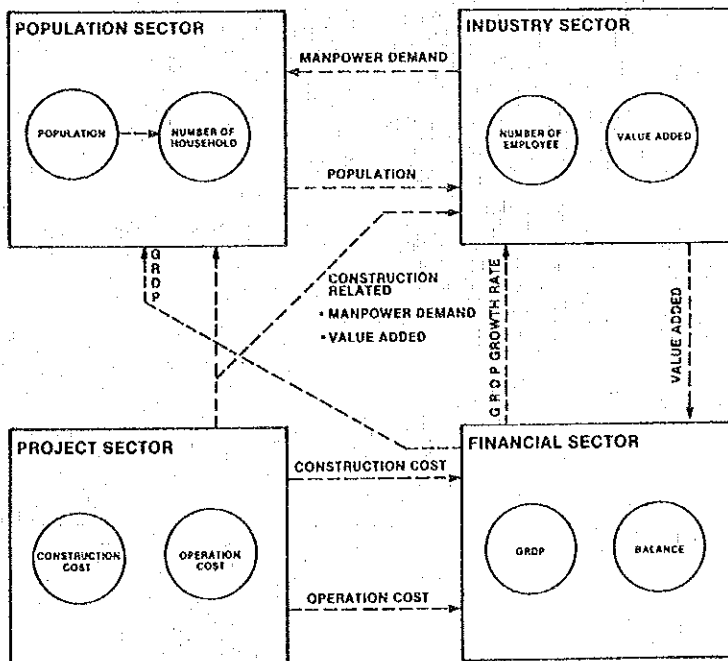 POPULATION SECTOR
INDUSTRY SECTOR
MANPOWER DEMAND
POPULATION
NUMBER OF
HOUSEHOLD
NUMBER OF
EMPLOYEE
VALUE ADDED
POPULATION
GRDP
CONSTRUCTION
RELATED
• MANPOWER DEMAND
• VALUE ADDED
GRDP GROWTH RATE
VALUE ADDED
PROJECT SECTOR
FINANCIAL SECTOR
CONSTRUCTION COST
CONSTRUCTION
COST
OPERATION
COST
GRDP
BALANCE
OPERATION COST